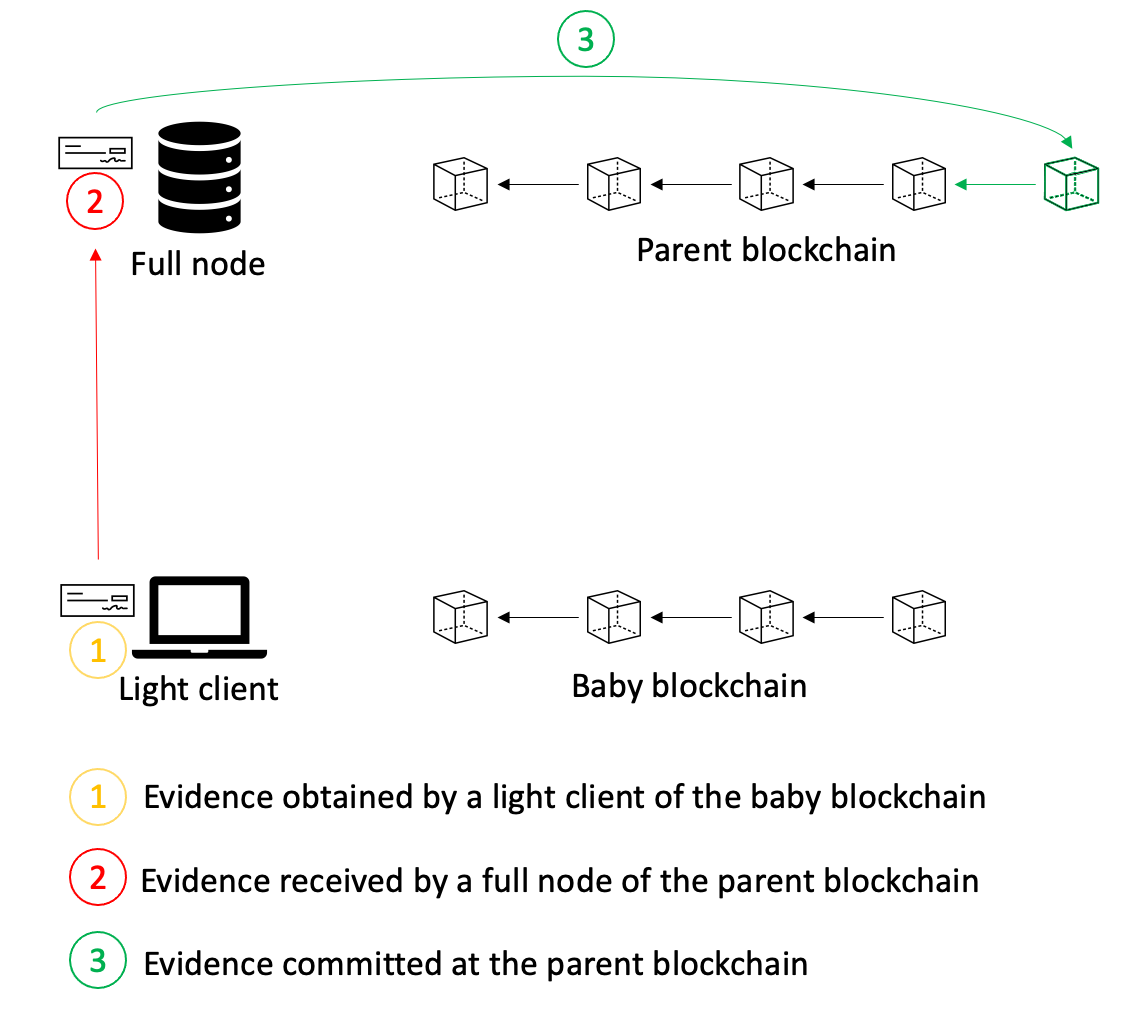 3
2
Full node
Parent blockchain
1
Light client
Baby blockchain
1 Evidence obtained by a light client of the baby blockchain
2 Evidence received by a full node of the parent blockchain
3 Evidence committed at the parent blockchain